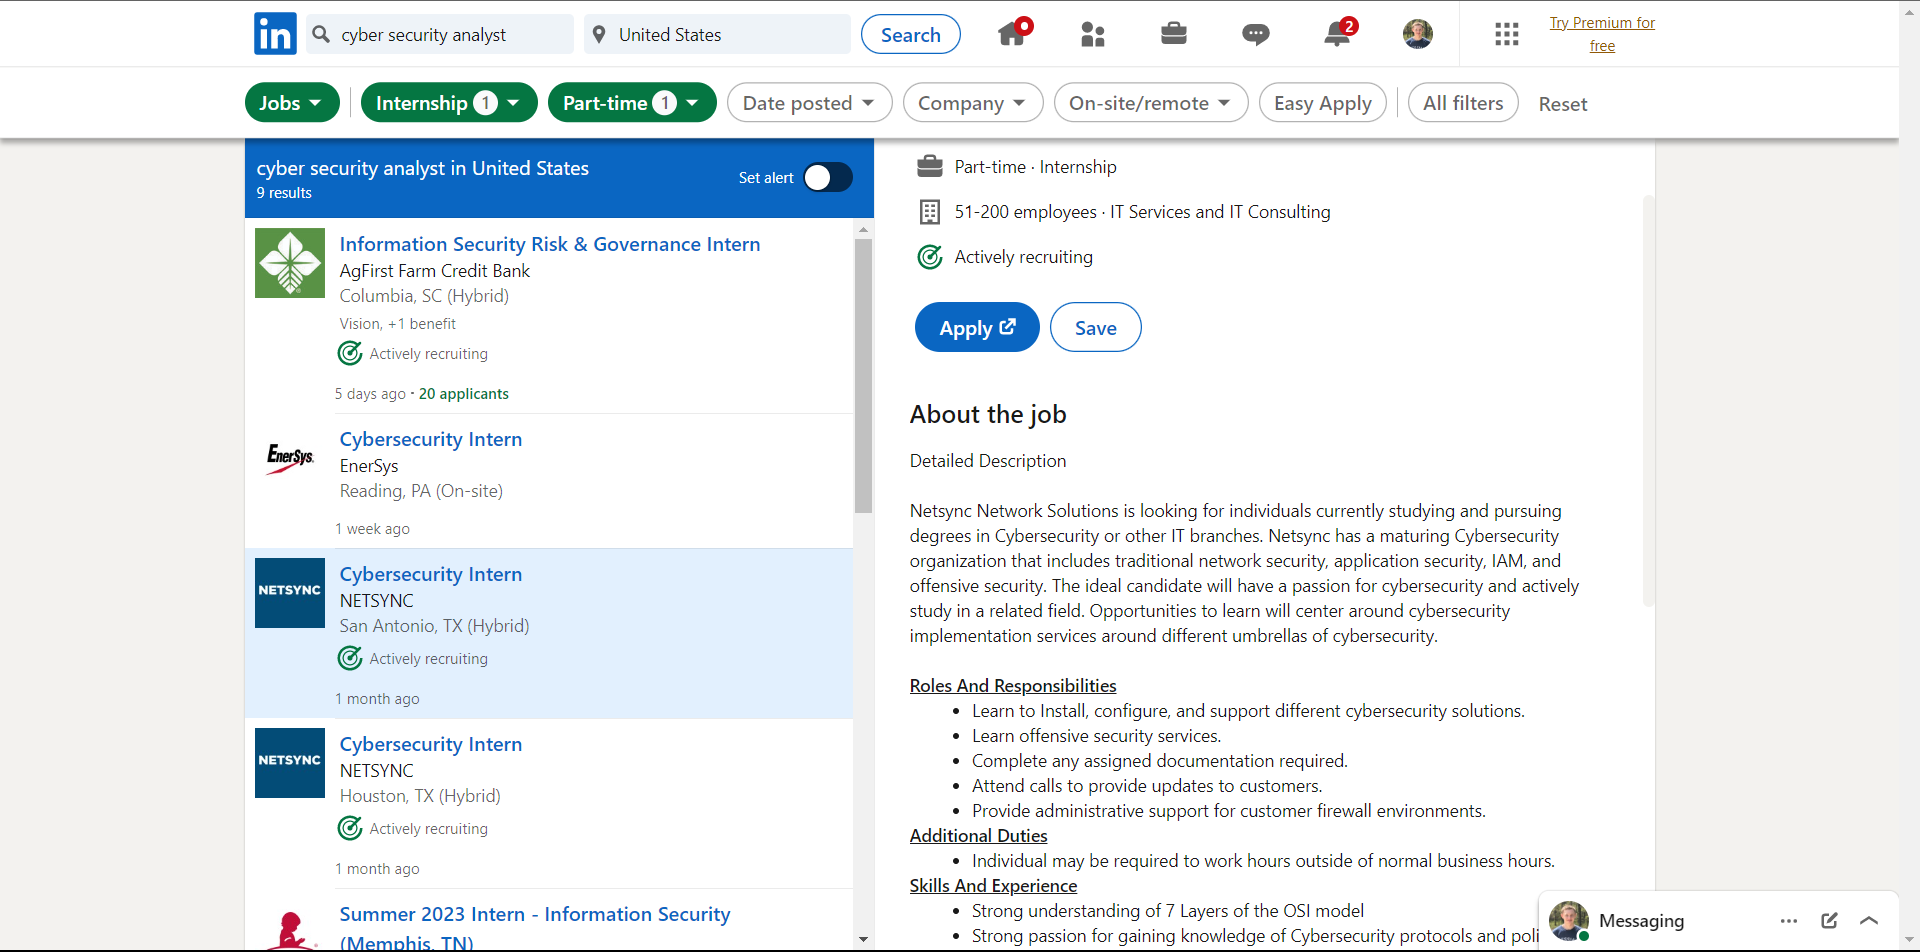 in
cyber security analyst
United States
Search
2
Try Premium for
free
Jobs
Internship 1
Part-time 1
Date posted
Company
On-site/remote
Easy Apply
All filters
Reset
cyber security analyst in United States
9 results
Set alert
Information Security Risk & Governance Intern
AgFirst Farm Credit Bank
Columbia, SC (Hybrid)
Vision, +1 benefit
Actively recruiting
5 days ago · 20 applicants
EnerSys
Cybersecurity Intern
EnerSys
Reading, PA (On-site)
1 week ago
NETSYNC
Cybersecurity Intern
NETSYNC
San Antonio, TX (Hybrid)
Actively recruiting
1 month ago
NETSYNC
Cybersecurity Intern
NETSYNC
Houston, TX (Hybrid)
Actively recruiting
1 month ago
Summer 2023 Intern - Information Security
(Memphis, TN)
Part-time · Internship
51-200 employees · IT Services and IT Consulting
Actively recruiting
Apply
Save
About the job
Detailed Description
Netsync Network Solutions is looking for individuals currently studying and pursuing
degrees in Cybersecurity or other IT branches. Netsync has a maturing Cybersecurity
organization that includes traditional network security, application security, IAM, and
offensive security. The ideal candidate will have a passion for cybersecurity and actively
study in a related field. Opportunities to learn will center around cybersecurity
implementation services around different umbrellas of cybersecurity.
Roles And Responsibilities
• Learn to Install, configure, and support different cybersecurity solutions.
• Learn offensive security services.
• Complete any assigned documentation required.
• Attend calls to provide updates to customers.
• Provide administrative support for customer firewall environments.
Additional Duties
• Individual may be required to work hours outside of normal business hours.
Skills And Experience
• Strong understanding of 7 Layers of the OSI model
• Strong passion for gaining knowledge of Cybersecurity protocols and poli
Messaging